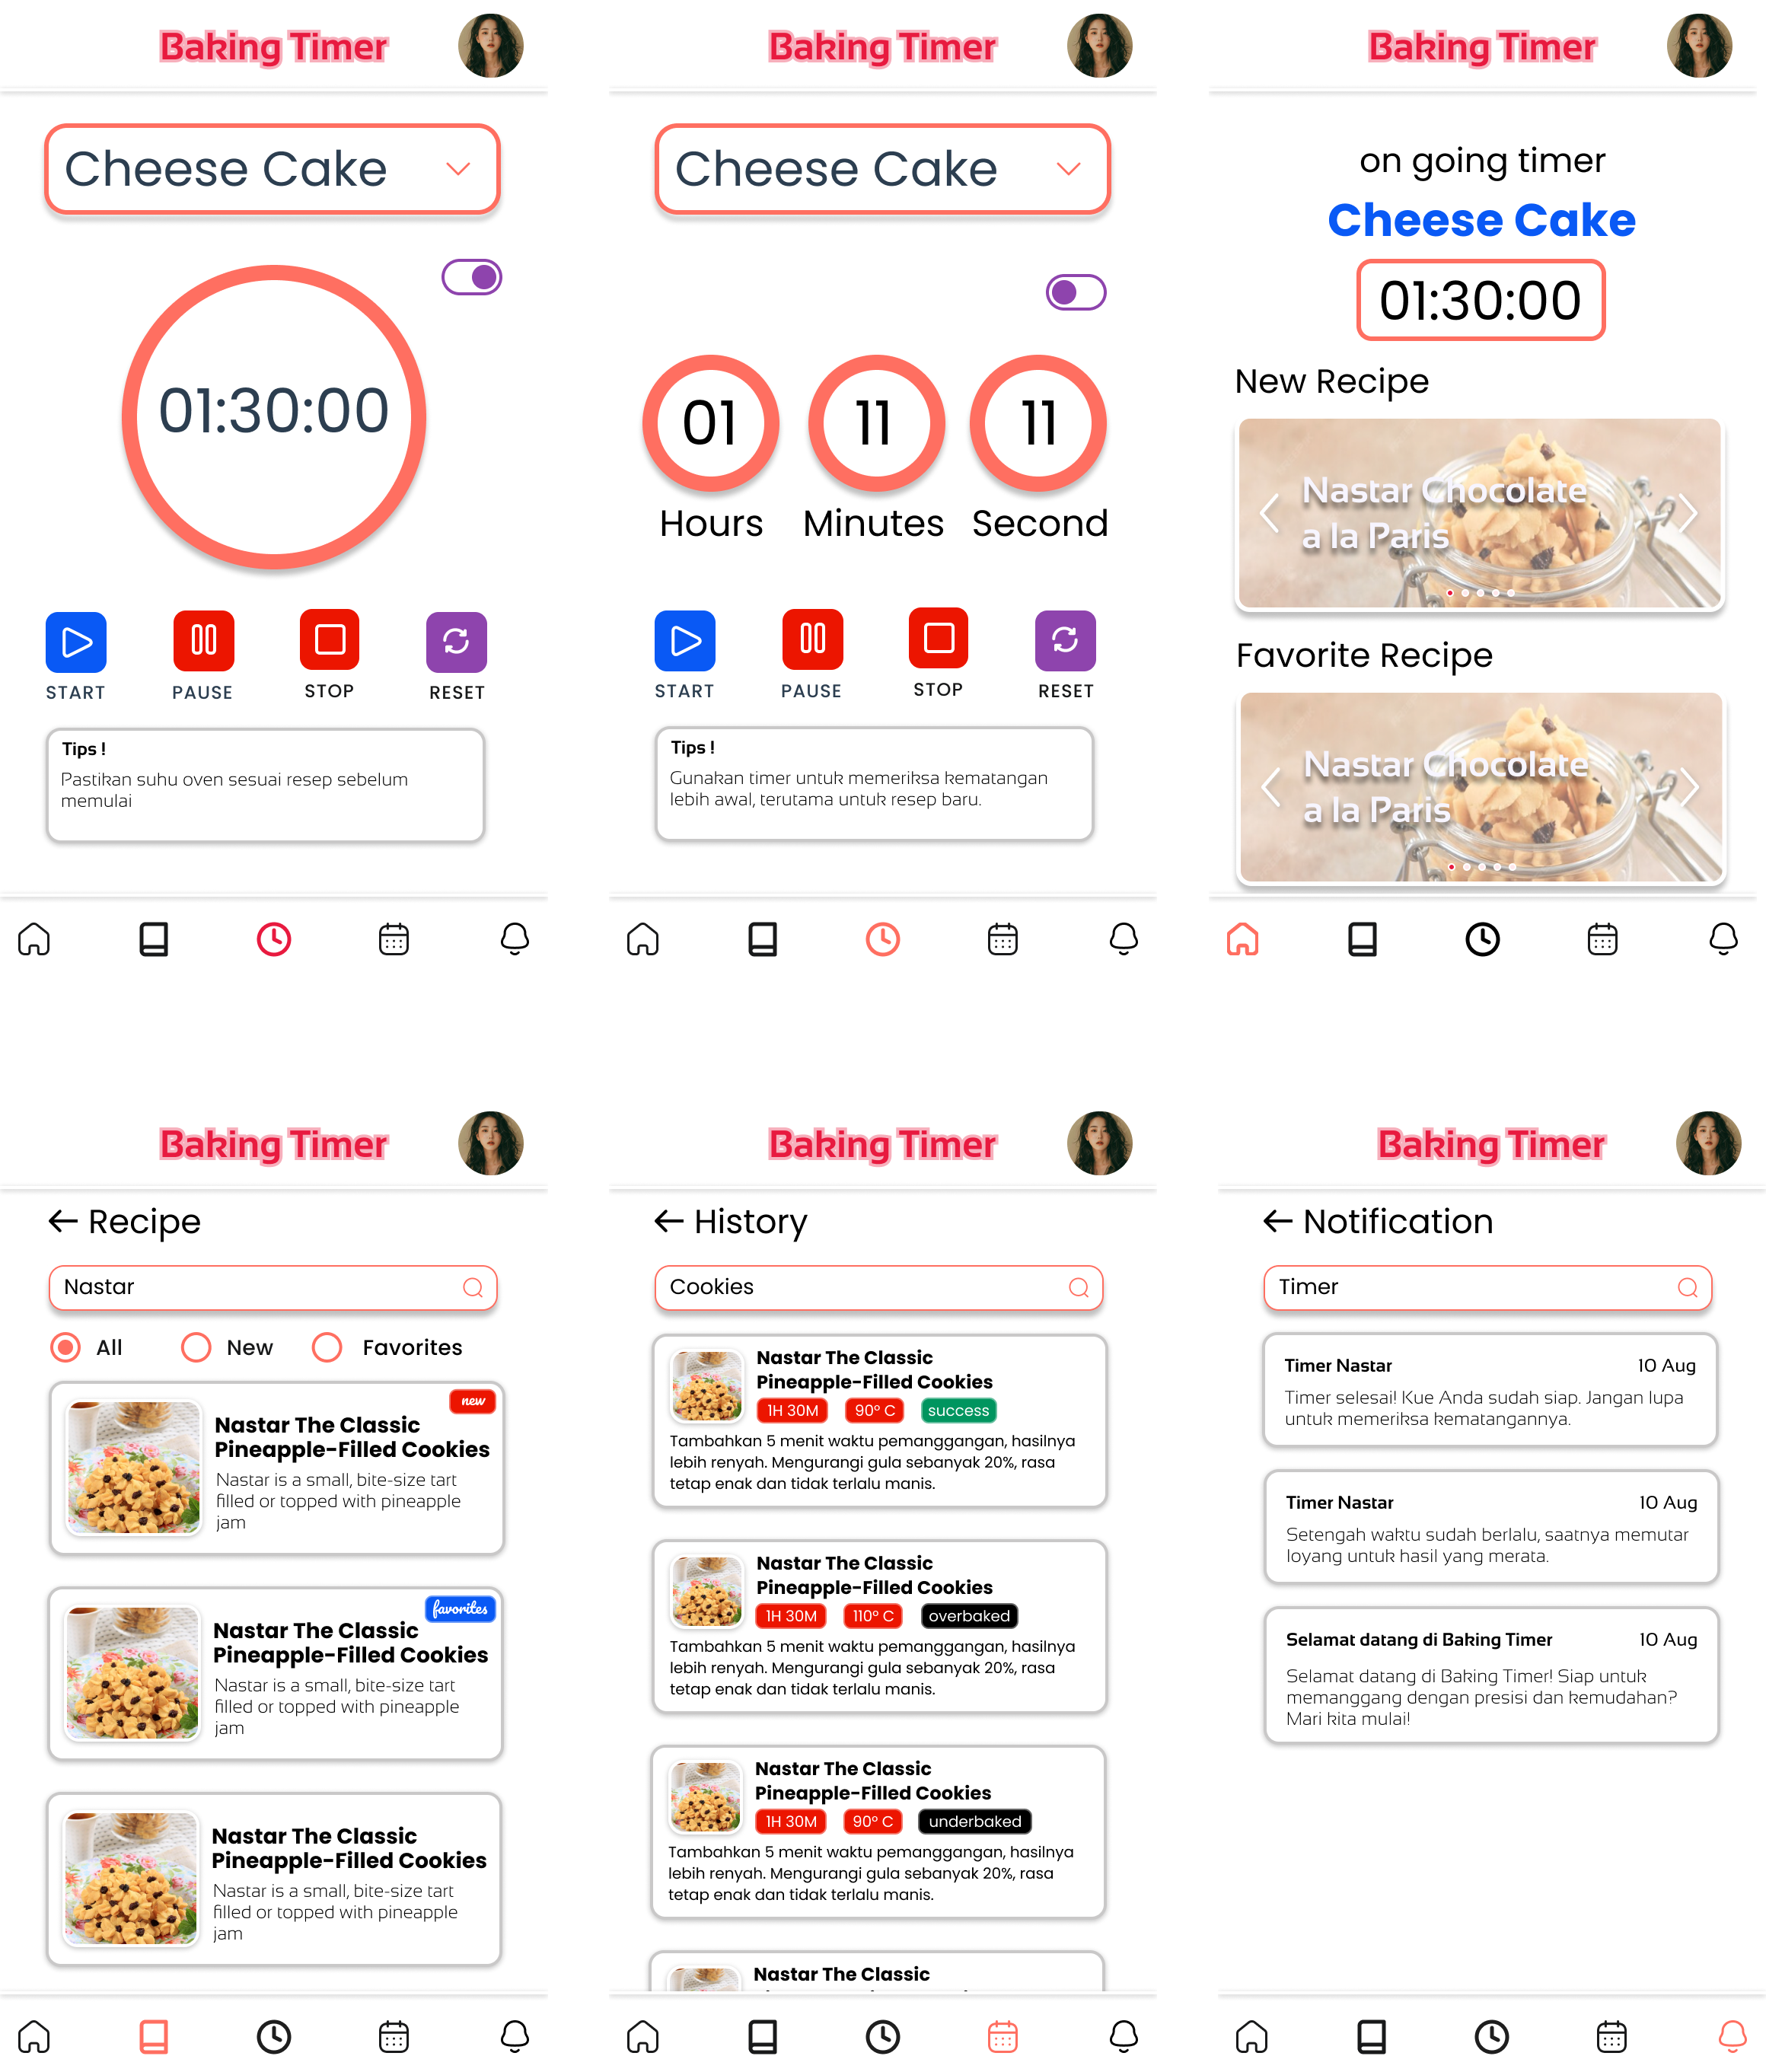 Baking Timer
Cheese Cake
01:30:00
START PAUSE STOP RESET
Tips !
Pastikan suhu oven sesuai resep sebelum
memulai
Baking Timer
Cheese Cake
01 11 11
Hours Minutes Second
START PAUSE STOP RESET
Tips !
Gunakan timer untuk memeriksa kematangan
lebih awal, terutama untuk resep baru.
Baking Timer
on going timer
Cheese Cake
01:30:00
New Recipe
Nastar Chocolate
a la Paris
Favorite Recipe
Nastar Chocolate
a la Paris
Baking Timer
Recipe
Nastar
All New Favorites
new
Nastar The Classic
Pineapple-Filled Cookies
Nastar is a small, bite-size tart
filled or topped with pineapple
jam
favorites
Nastar The Classic
Pineapple-Filled Cookies
Nastar is a small, bite-size tart
filled or topped with pineapple
jam
Nastar The Classic
Pineapple-Filled Cookies
Nastar is a small, bite-size tart
filled or topped with pineapple
jam
Baking Timer
History
Cookies
Nastar The Classic
Pineapple-Filled Cookies
1H 30M 90° C success
Tambahkan 5 menit waktu pemanggangan, hasilnya
lebih renyah. Mengurangi gula sebanyak 20%, rasa
tetap enak dan tidak terlalu manis.
Nastar The Classic
Pineapple-Filled Cookies
1H 30M 110° C overbaked
Tambahkan 5 menit waktu pemanggangan, hasilnya
lebih renyah. Mengurangi gula sebanyak 20%, rasa
tetap enak dan tidak terlalu manis.
Nastar The Classic
Pineapple-Filled Cookies
1H 30M 90° C underbaked
Tambahkan 5 menit waktu pemanggangan, hasilnya
lebih renyah. Mengurangi gula sebanyak 20%, rasa
tetap enak dan tidak terlalu manis.
Nastar The Classic
Baking Timer
Notification
Timer
Timer Nastar 10 Aug
Timer selesai! Kue Anda sudah siap. Jangan lupa
untuk memeriksa kematangannya.
Timer Nastar 10 Aug
Setengah waktu sudah berlalu, saatnya memutar
loyang untuk hasil yang merata.
Selamat datang di Baking Timer 10 Aug
Selamat datang di Baking Timer! Siap untuk
memanggang dengan presisi dan kemudahan?
Mari kita mulai!